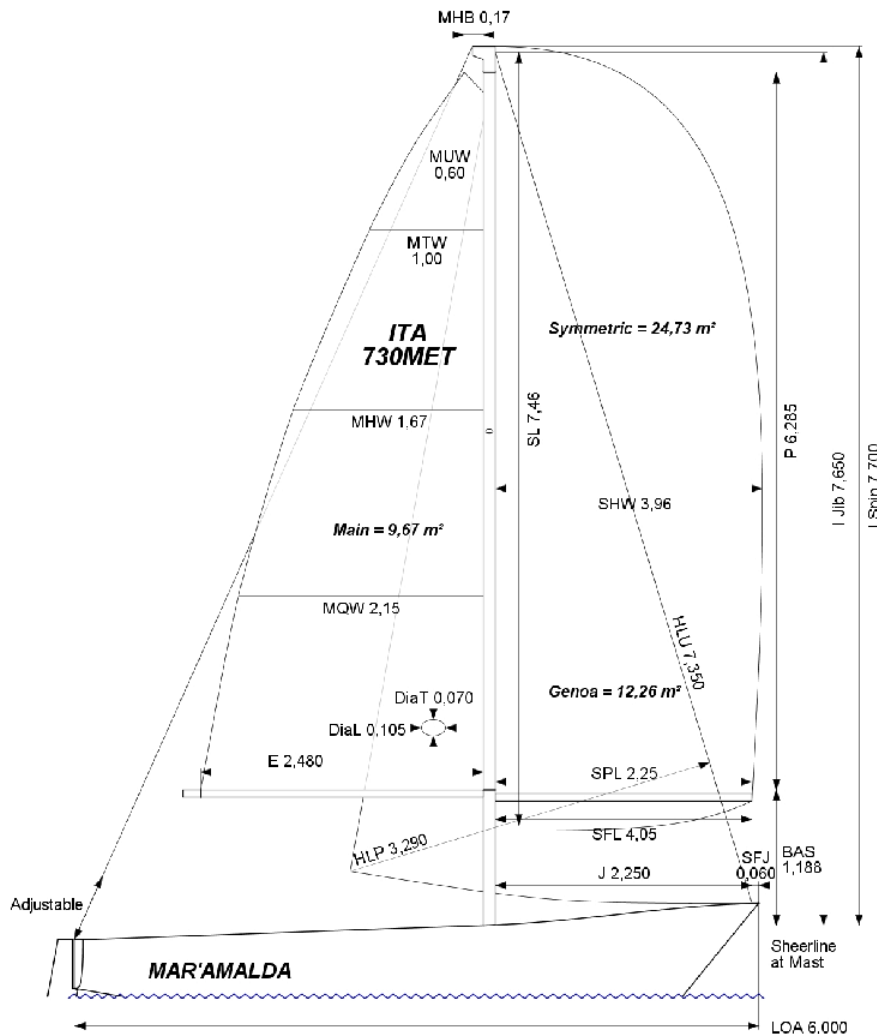 MHB 0,17
MUW
0,60
MTW
1,00
ITA
730MET
Symmetric = 24,73 m²
SL 7,46
P 6,285
I Jib 7,650
I Spin 7,700
MHW 1,67
SHW 3,96
Main = 9,67 m²
MQW 2,15
HLU 7,350
Genoa = 12,26 m²
DiaT 0,070
DiaL 0,105
E 2,480
SPL 2,25
HLP 3,290
SFL 4,05
SFJ
0,060
BAS
1,188
J 2,250
Adjustable
Sheerline
at Mast
MAR'AMALDA
LOA 6.000